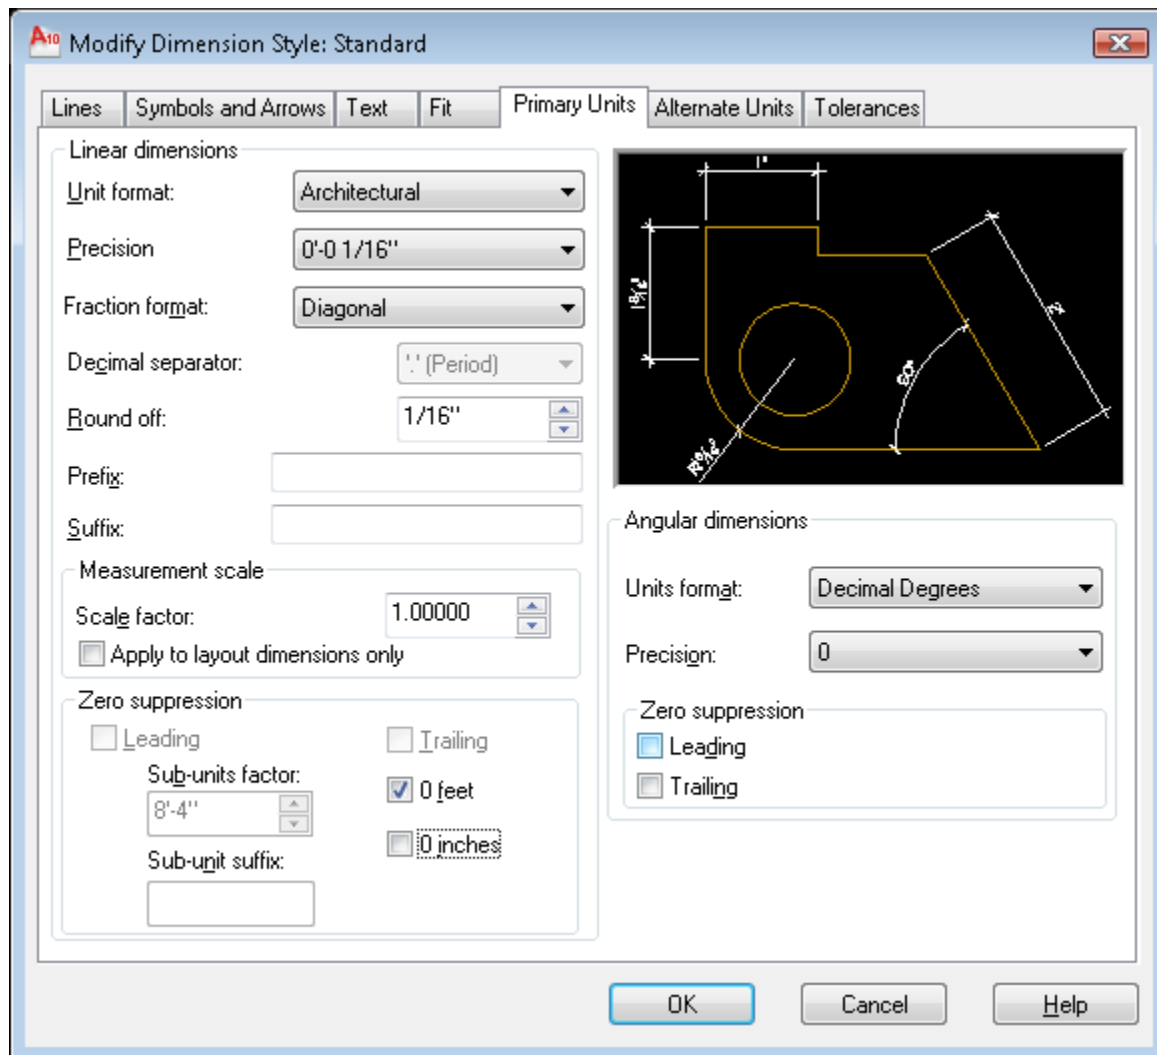 A10 Modify Dimension Style: Standard
Lines Symbols and Arrows Text Fit Primary Units Alternate Units Tolerances
Linear dimensions
Unit format: Architectural
Precision 0'-0 1/16"
Fraction format: Diagonal
Decimal separator: '.' (Period)
Round off: 1/16"
Prefix:
Suffix:
Measurement scale
Scale factor: 1.00000
Apply to layout dimensions only
Zero suppression
Leading Trailing
Sub-units factor:
8'-4"
0 feet
0 inches
Sub-unit suffix:
1"
60°
Angular dimensions
Units format: Decimal Degrees
Precision: 0
Zero suppression
Leading
Trailing
OK Cancel Help